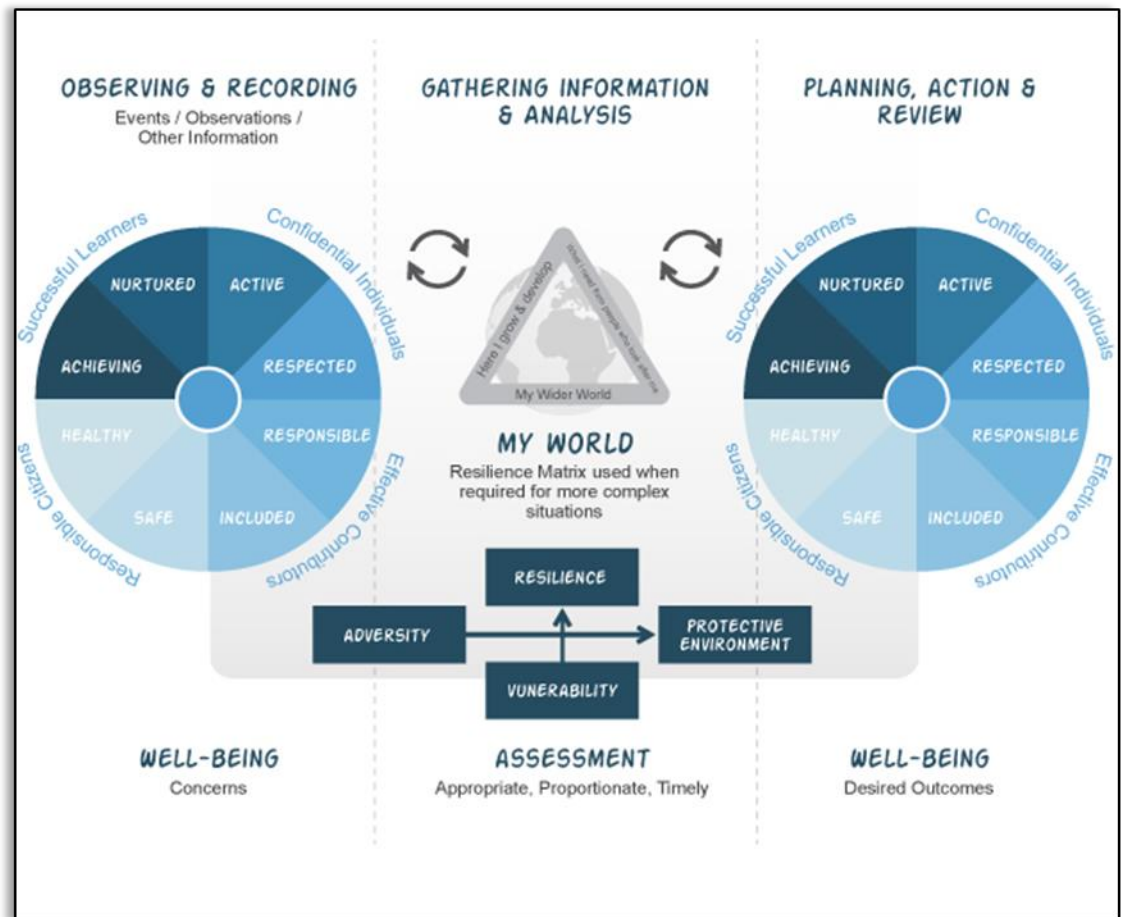 OBSERVING & RECORDING
Events / Observations /
Other Information
Successful Learners
Confidential Individuals
NURTURED
ACTIVE
ACHIEVING
RESPECTED
HEALTHY
RESPONSIBLE
SAFE
INCLUDED
Responsible Citizens
Effective Contributors
GATHERING INFORMATION
& ANALYSIS
Here I grow & develop
What I need from people who look after me
My Wider World
MY WORLD
Resilience Matrix used when
required for more complex
situations
RESILIENCE
ADVERSITY
PROTECTIVE
ENVIRONMENT
VUNERABILITY
PLANNING, ACTION &
REVIEW
Successful Learners
Confidential Individuals
NURTURED
ACTIVE
ACHIEVING
RESPECTED
HEALTHY
RESPONSIBLE
SAFE
INCLUDED
Responsible Citizens
Effective Contributors
WELL-BEING
Concerns
ASSESSMENT
Appropriate, Proportionate, Timely
WELL-BEING
Desired Outcomes